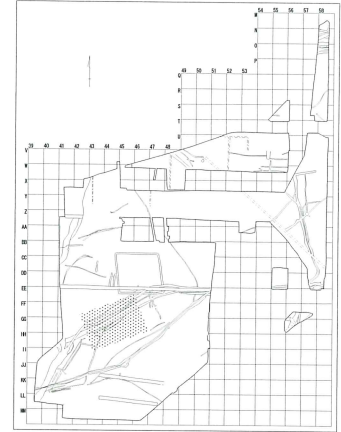 54 55 56 57 58
M
N
O
P
49 50 51 52 53
Q
R
S
T
U
39 40 41 42 43 44 45 46 47 48
V
W
X
Y
Z
AA
BB
CC
DD
EE
FF
GG
HH
II
JJ
KK
LL
MM